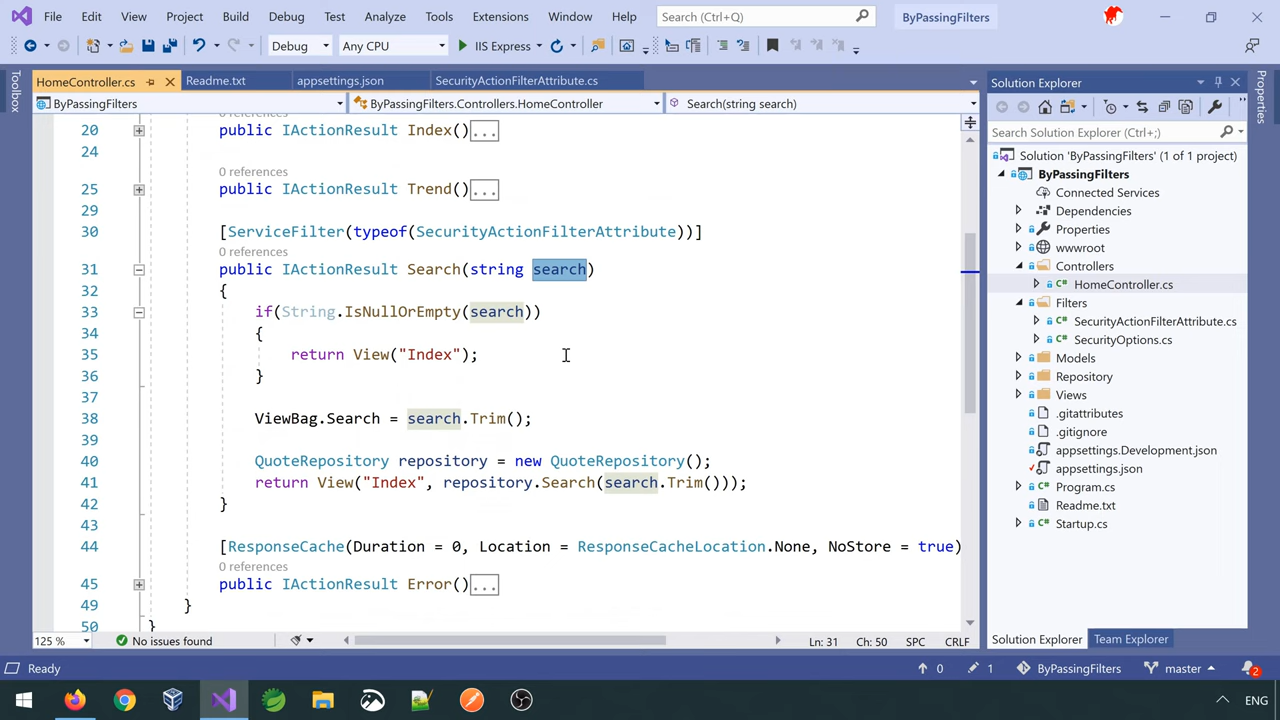 File Edit View Project Build Debug Test Analyze Tools Extensions Window Help Search (Ctrl+Q) ByPassingFilters
Debug Any CPU IIS Express
Toolbox
HomeController.cs Readme.txt appsettings.json SecurityActionFilterAttribute.cs
ByPassingFilters ByPassingFilters.Controllers.HomeController Search(string search)
0 references
20 public IActionResult Index()...
24
0 references
25 public IActionResult Trend()...
29
30 [ServiceFilter(typeof(SecurityActionFilterAttribute))]
0 references
31 public IActionResult Search(string search)
32 {
33 if(String.IsNullOrEmpty(search))
34 {
35 return View("Index");
36 }
37
38 ViewBag.Search = search.Trim();
39
40 QuoteRepository repository = new QuoteRepository();
41 return View("Index", repository.Search(search.Trim()));
42 }
43
44 [ResponseCache(Duration = 0, Location = ResponseCacheLocation.None, NoStore = true)
0 references
45 public IActionResult Error()...
49 }
50 }
125 % No issues found Ln: 31 Ch: 50 SPC CRLF
Solution Explorer
Search Solution Explorer (Ctrl+;)
Solution 'ByPassingFilters' (1 of 1 project)
ByPassingFilters
Connected Services
Dependencies
Properties
wwwroot
Controllers
C# HomeController.cs
Filters
C# SecurityActionFilterAttribute.cs
C# SecurityOptions.cs
Models
Repository
Views
.gitattributes
.gitignore
appsettings.Development.json
appsettings.json
C# Program.cs
Readme.txt
C# Startup.cs
Solution Explorer Team Explorer
Properties
Ready 0 1 ByPassingFilters master 2
ENG